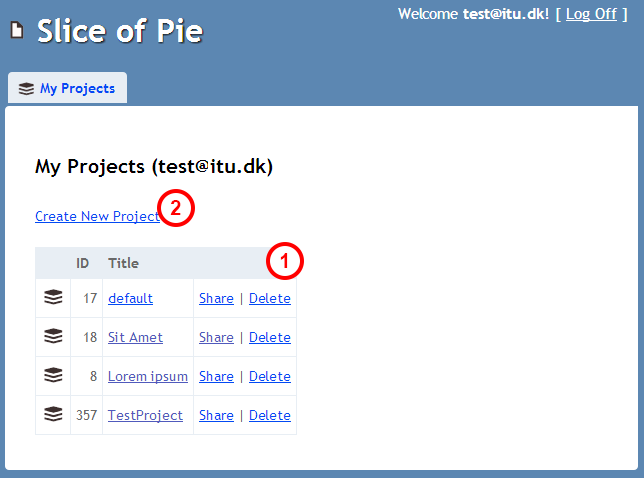 Welcome test@itu.dk! [ Log Off ]
Slice of Pie
My Projects
My Projects (test@itu.dk)
Create New Project 2
ID Title 1
17 default Share | Delete
18 Sit Amet Share | Delete
8 Lorem ipsum Share | Delete
357 TestProject Share | Delete